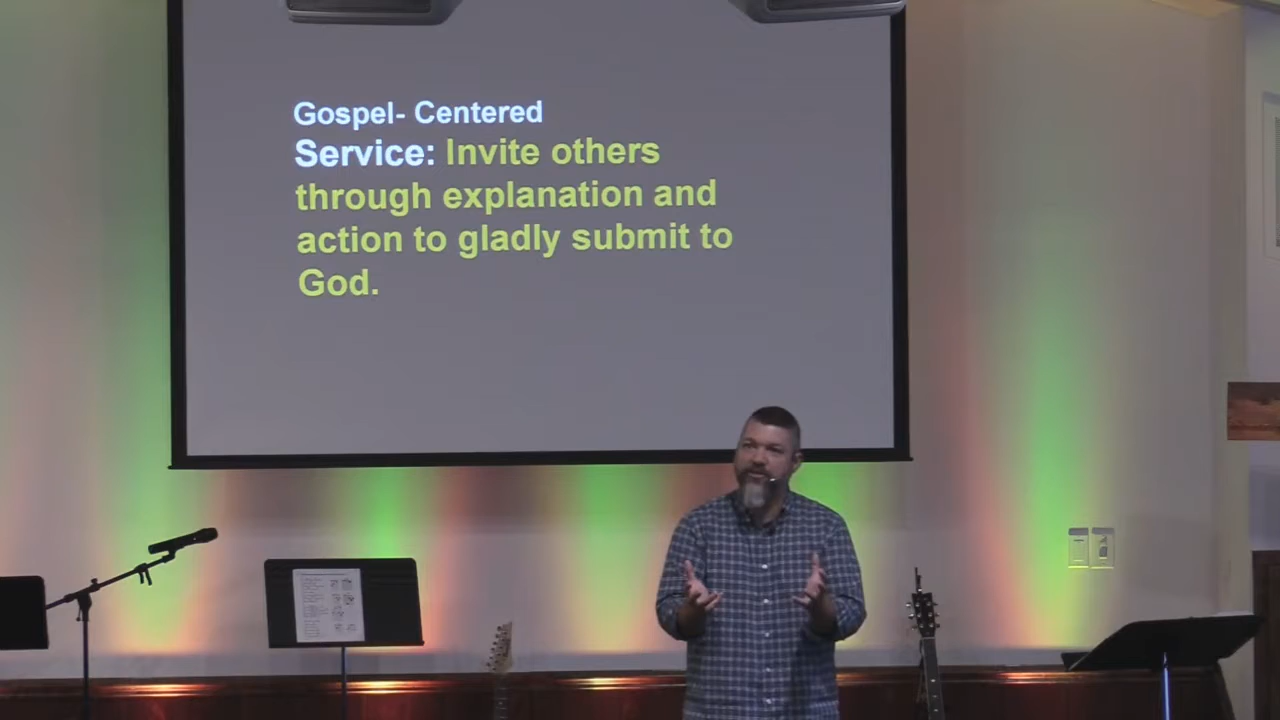 Gospel- Centered
Service: Invite others
through explanation and
action to gladly submit to
God.